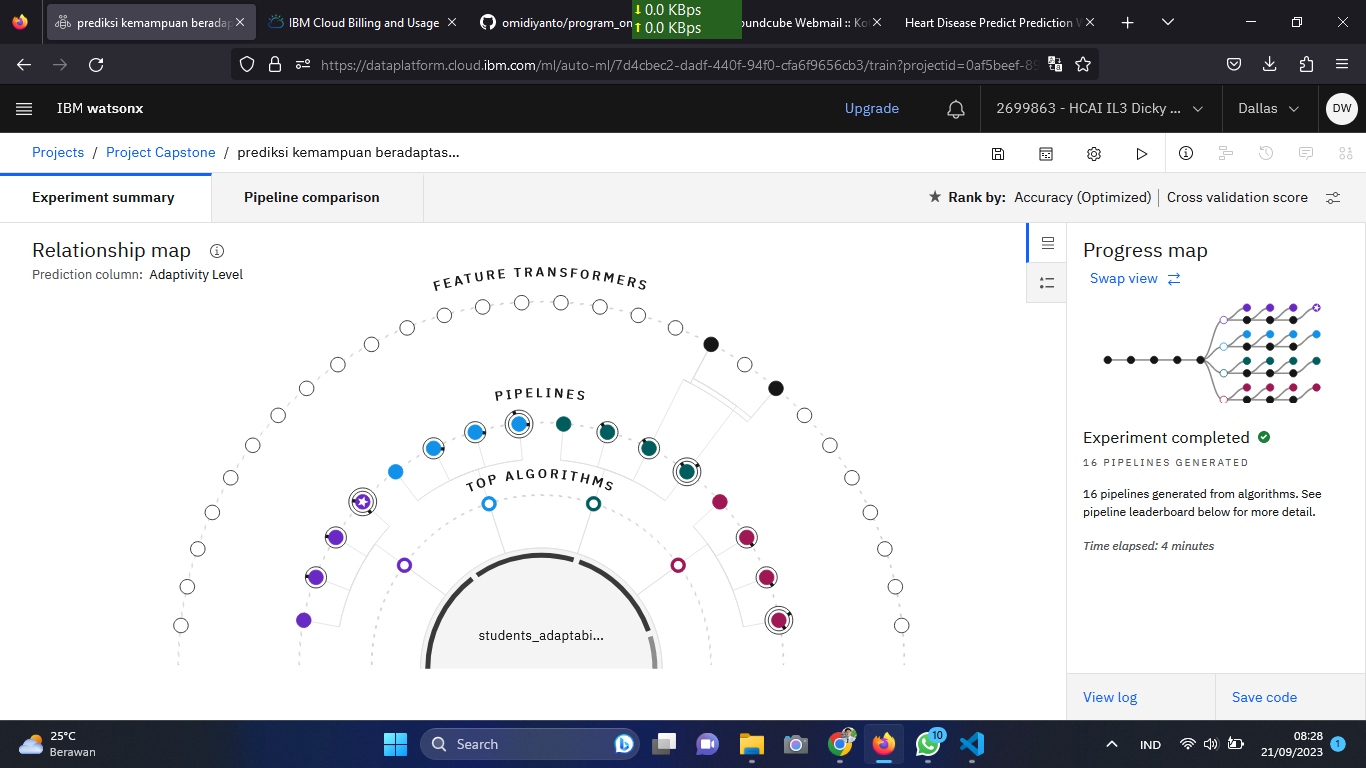 prediksi kemampuan beradap
IBM Cloud Billing and Usage
omidiyanto/program_on
0.0 KBps
0.0 KBps
oundcube Webmail :: Ko
Heart Disease Predict Prediction
https://dataplatform.cloud.ibm.com/ml/auto-ml/7d4cbec2-dadf-440f-94f0-cfa6f9656cb3/train?projectid=0af5beef-8
IBM watsonx
Upgrade
2699863 - HCAI IL3 Dicky ...
Dallas
DW
Projects / Project Capstone / prediksi kemampuan beradaptas...
Experiment summary
Pipeline comparison
Rank by: Accuracy (Optimized) | Cross validation score
Relationship map
Prediction column: Adaptivity Level
FEATURE TRANSFORMERS
PIPELINES
TOP ALGORITHMS
students_adaptabi...
Progress map
Swap view
Experiment completed
16 PIPELINES GENERATED
16 pipelines generated from algorithms. See
pipeline leaderboard below for more detail.
Time elapsed: 4 minutes
View log
Save code
25°C
Berawan
Search
10
IND
08:28
21/09/2023
1